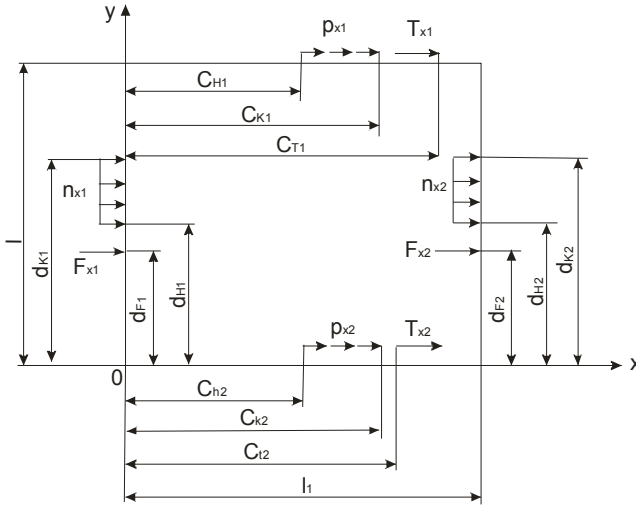 y
px1
Tx1
CH1
CK1
CT1
nx1
nx2
l
dK1
Fx1
dF1
dH1
Fx2
dF2
dH2
dK2
px2
Tx2
0
x
Ch2
Ck2
Ct2
l1